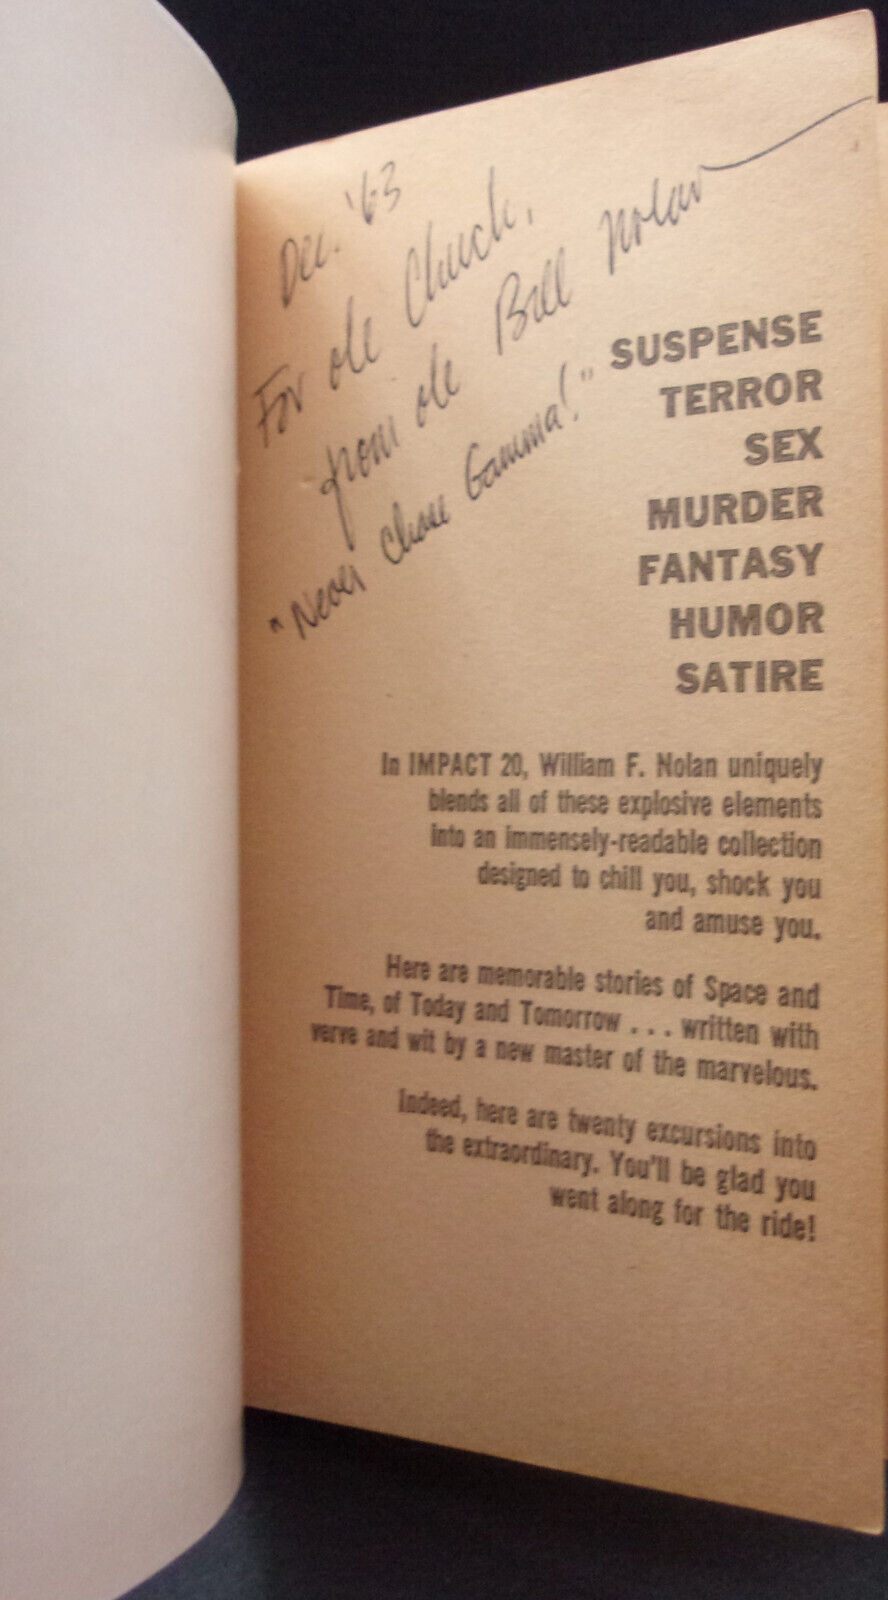 Dec. '63
For ole Chuck,
from ole Bill Nolan
"Never Chase Gamma!"
SUSPENSE
TERROR
SEX
MURDER
FANTASY
HUMOR
SATIRE
In IMPACT 20, William F. Nolan uniquely
blends all of these explosive elements
into an immensely-readable collection
designed to chill you, shock you
and amuse you.
Here are memorable stories of Space and
Time, of Today and Tomorrow . . . written with
verve and wit by a new master of the marvelous.
Indeed, here are twenty excursions into
the extraordinary. You'll be glad you
went along for the ride!